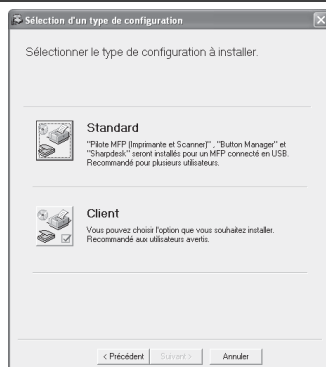 Sélection d'un type de configuration
Sélectionner le type de configuration à installer.
Standard
"Pilote MFP (Imprimante et Scanner)", "Button Manager" et
"Sharpdesk" seront installés pour un MFP connecté en USB.
Recommandé pour plusieurs utilisateurs.
Client
Vous pouvez choisir l'option que vous souhaitez installer.
Recommandé aux utilisateurs avertis.
< Précédent Suivant > Annuler